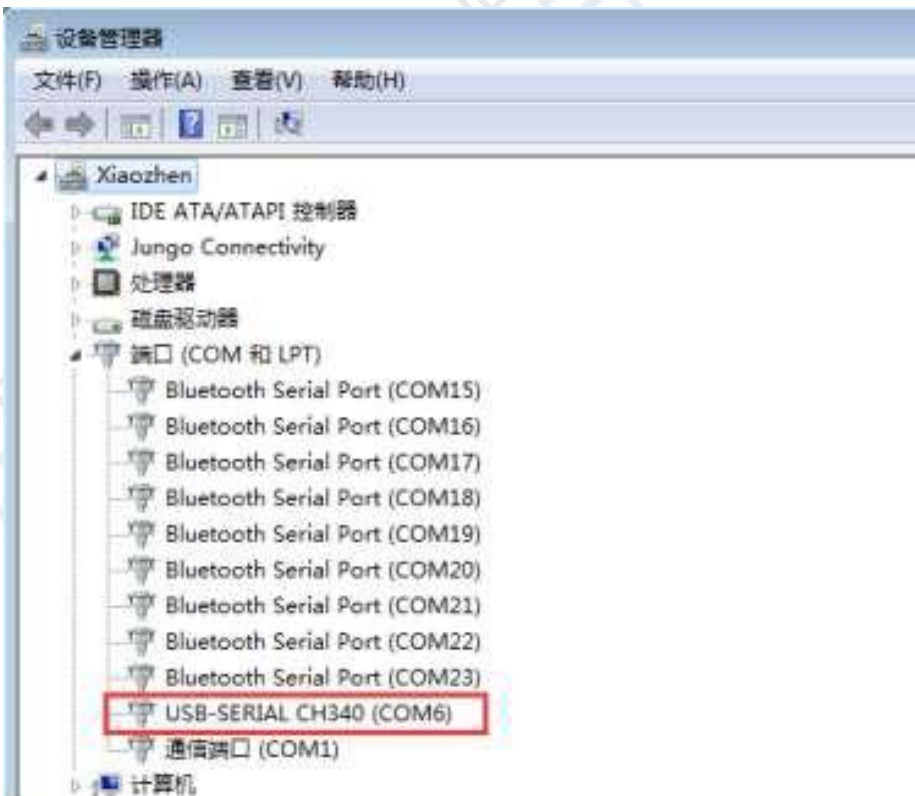 设备管理器
文件(F) 操作(A) 查看(V) 帮助(H)
Xiaozhen
IDE ATA/ATAPI 控制器
Jungo Connectivity
处理器
磁盘驱动器
端口 (COM 和 LPT)
Bluetooth Serial Port (COM15)
Bluetooth Serial Port (COM16)
Bluetooth Serial Port (COM17)
Bluetooth Serial Port (COM18)
Bluetooth Serial Port (COM19)
Bluetooth Serial Port (COM20)
Bluetooth Serial Port (COM21)
Bluetooth Serial Port (COM22)
Bluetooth Serial Port (COM23)
USB-SERIAL CH340 (COM6)
通信端口 (COM1)
计算机